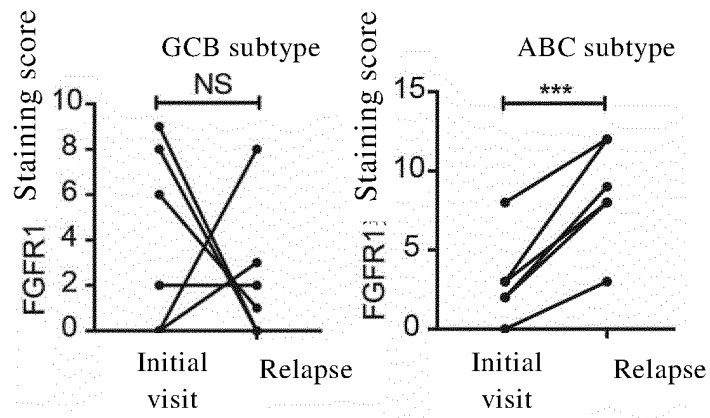 GCB subtype
NS
FGFR1 Staining score
10
8
6
4
2
0
Initial
visit
Relapse
ABC subtype
***
FGFR1 Staining score
15
10
5
0
Initial
visit
Relapse